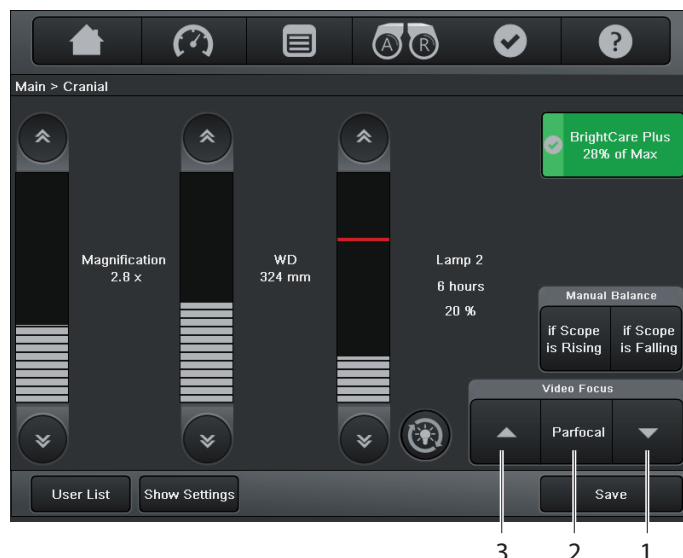 A R ?
Main > Cranial
Magnification
2.8 x
WD
324 mm
Lamp 2
6 hours
20 %
BrightCare Plus
28% of Max
Manual Balance
if Scope
is Rising
if Scope
is Falling
Video Focus
Parfocal
User List
Show Settings
Save
3 2 1